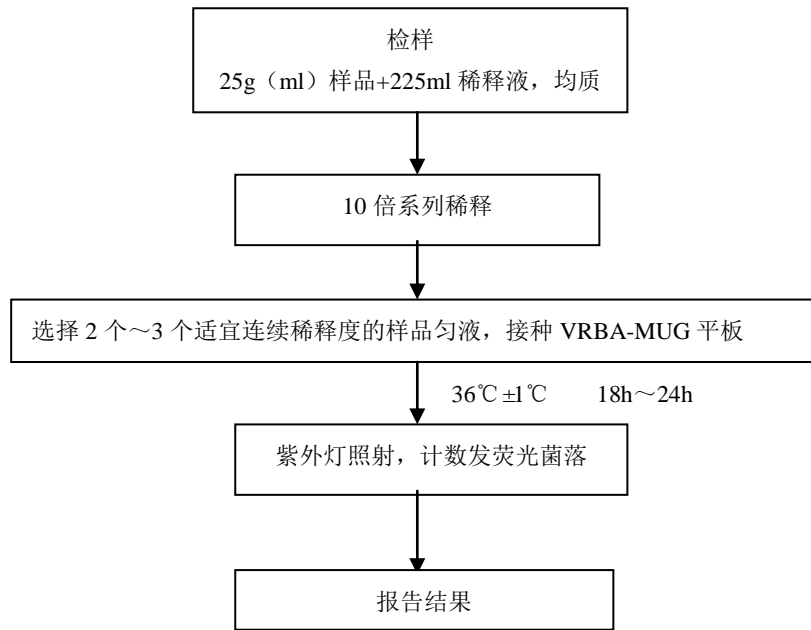 检样
25g（ml）样品+225ml 稀释液，均质
10 倍系列稀释
选择 2 个～3 个适宜连续稀释度的样品匀液，接种 VRBA-MUG 平板
36℃±1℃ 18h～24h
紫外灯照射，计数发荧光菌落
报告结果